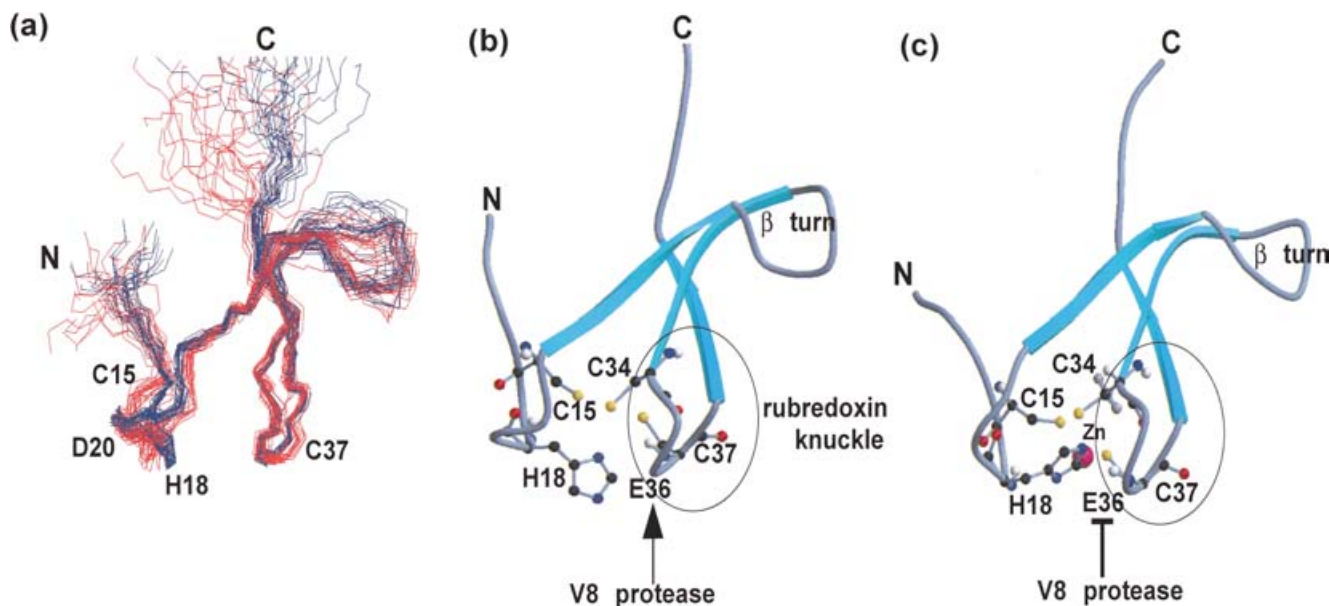 (a)
C
N
C15
D20
H18
C37
(b)
C
N
β turn
C34
C15
rubredoxin
knuckle
C37
H18
E36
V8 protease
(c)
C
N
β turn
C34
C15
Zn
H18
E36
C37
V8 protease